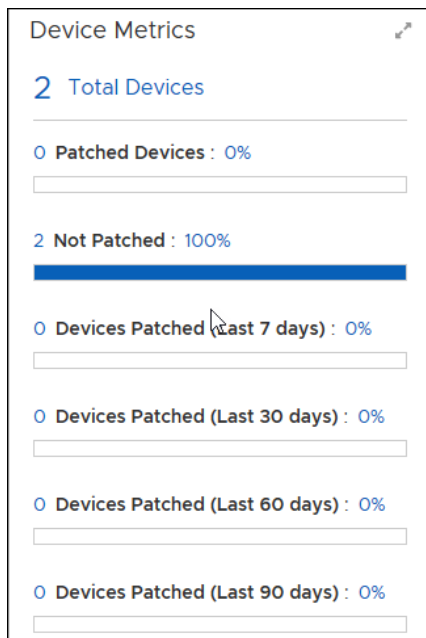 Device Metrics
2 Total Devices
0 Patched Devices : 0%
2 Not Patched : 100%
0 Devices Patched (Last 7 days) : 0%
0 Devices Patched (Last 30 days) : 0%
0 Devices Patched (Last 60 days) : 0%
0 Devices Patched (Last 90 days) : 0%